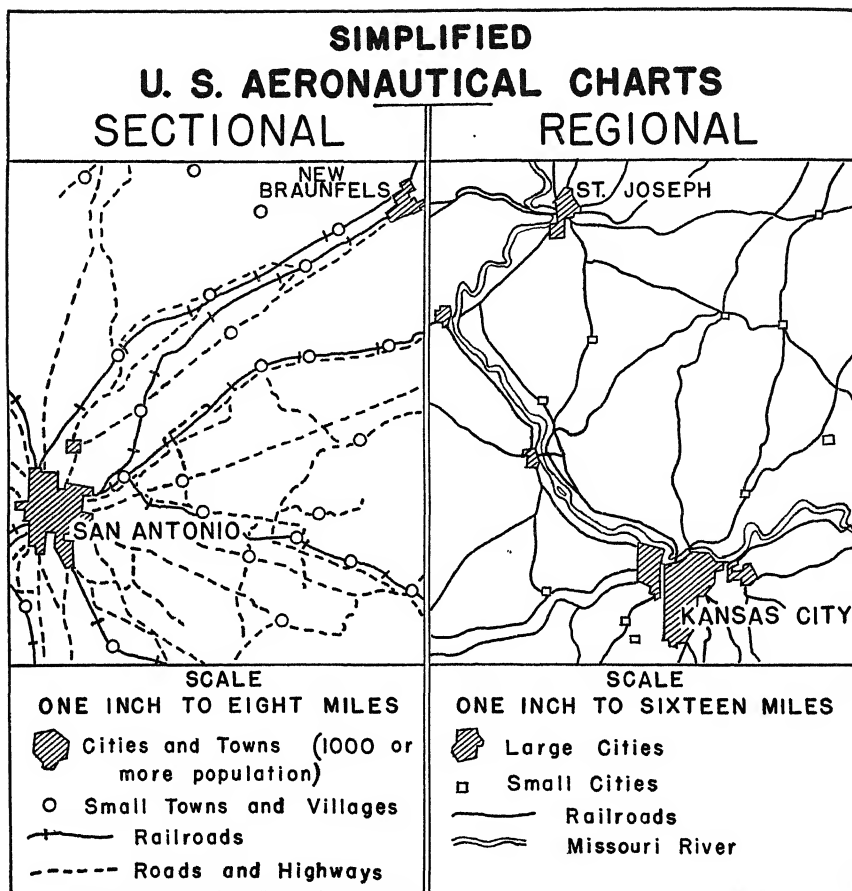 SIMPLIFIED
U. S. AERONAUTICAL CHARTS
SECTIONAL
NEW
BRAUNFELS
SAN ANTONIO
SCALE
ONE INCH TO EIGHT MILES
Cities and Towns (1000 or
more population)
Small Towns and Villages
Railroads
Roads and Highways
REGIONAL
ST. JOSEPH
KANSAS CITY
SCALE
ONE INCH TO SIXTEEN MILES
Large Cities
Small Cities
Railroads
Missouri River